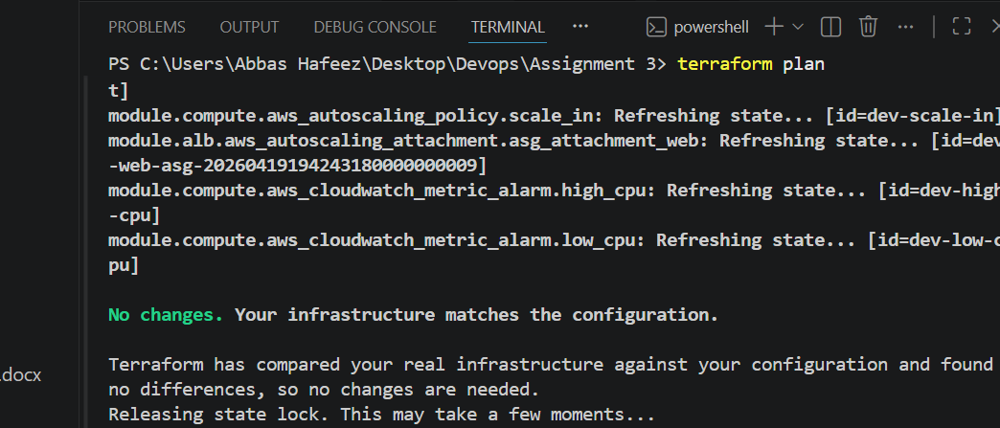 PROBLEMS OUTPUT DEBUG CONSOLE TERMINAL ... powershell ...
PS C:\Users\Abbas Hafeez\Desktop\Devops\Assignment 3> terraform plan
t]
module.compute.aws_autoscaling_policy.scale_in: Refreshing state... [id=dev-scale-in]
module.alb.aws_autoscaling_attachment.asg_attachment_web: Refreshing state... [id=dev
-web-asg-20260419194243180000000009]
module.compute.aws_cloudwatch_metric_alarm.high_cpu: Refreshing state... [id=dev-high
-cpu]
module.compute.aws_cloudwatch_metric_alarm.low_cpu: Refreshing state... [id=dev-low-c
pu]
No changes. Your infrastructure matches the configuration.
.docx
Terraform has compared your real infrastructure against your configuration and found
no differences, so no changes are needed.
Releasing state lock. This may take a few moments...